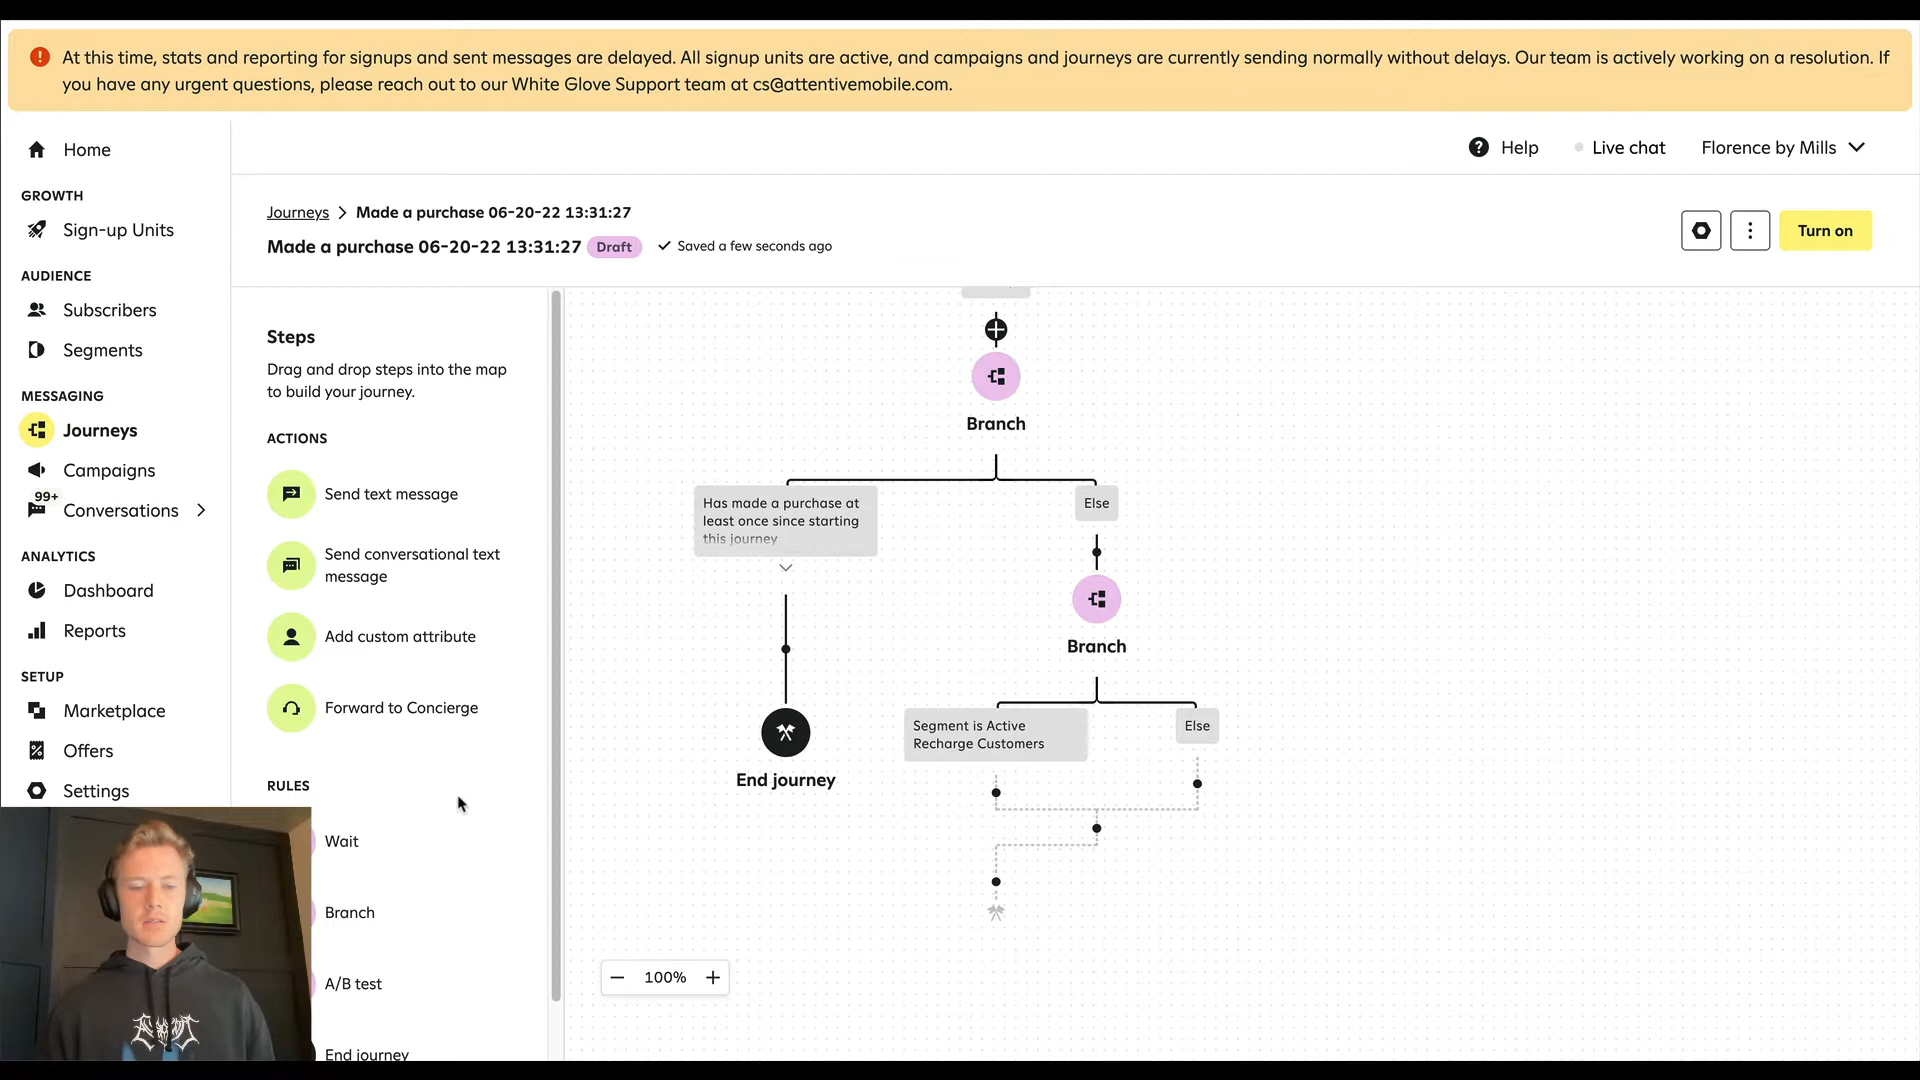 At this time, stats and reporting for signups and sent messages are delayed. All signup units are active, and campaigns and journeys are currently sending normally without delays. Our team is actively working on a resolution. If
you have any urgent questions, please reach out to our White Glove Support team at cs@attentivemobile.com.
Home
Help
Live chat
Florence by Mills
GROWTH
Sign-up Units
AUDIENCE
Subscribers
Segments
MESSAGING
Journeys
Campaigns
99+
Conversations
ANALYTICS
Dashboard
Reports
SETUP
Marketplace
Offers
Settings
Journeys > Made a purchase 06-20-22 13:31:27
Made a purchase 06-20-22 13:31:27 Draft Saved a few seconds ago
Turn on
Steps
Drag and drop steps into the map
to build your journey.
ACTIONS
Send text message
Send conversational text
message
Add custom attribute
Forward to Concierge
RULES
Wait
Branch
A/B test
End journey
Branch
Has made a purchase at
least once since starting
this journey
Else
End journey
Branch
Segment is Active
Recharge Customers
Else
100%